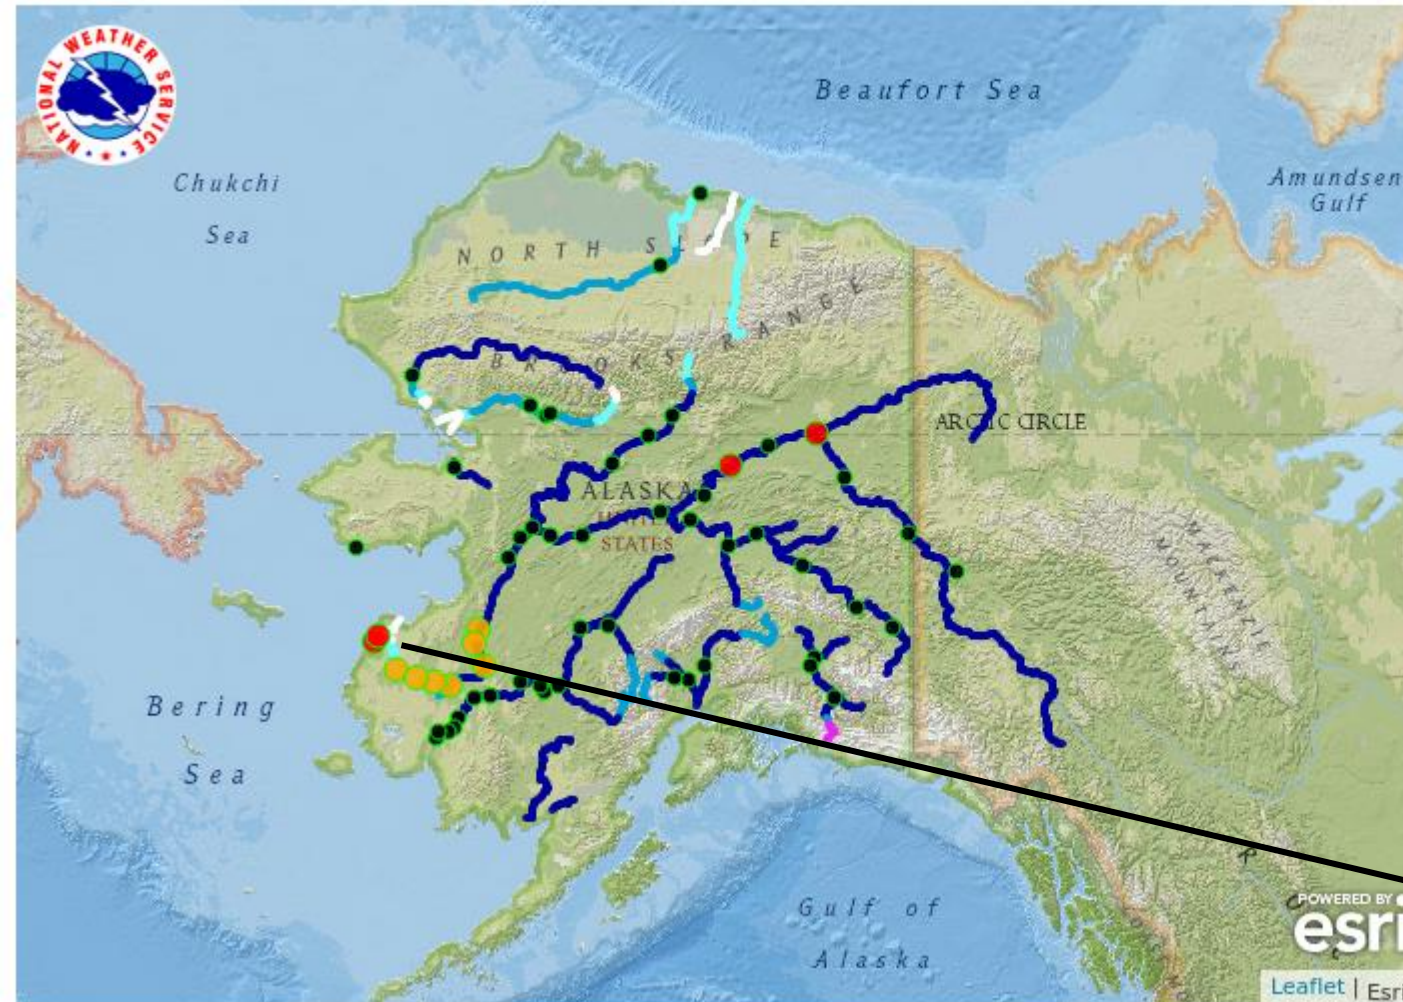 NATIONAL WEATHER SERVICE
Beaufort Sea
Chukchi
Sea
Amundsen
Gulf
NORTH SLOPE
BROOKS RANGE
ARCTIC CIRCLE
ALASKA
UNITED
STATES
MACKENZIE
MOUNTAINS
Bering
Sea
Gulf of
Alaska
POWERED BY
esri
Leaflet | Esri